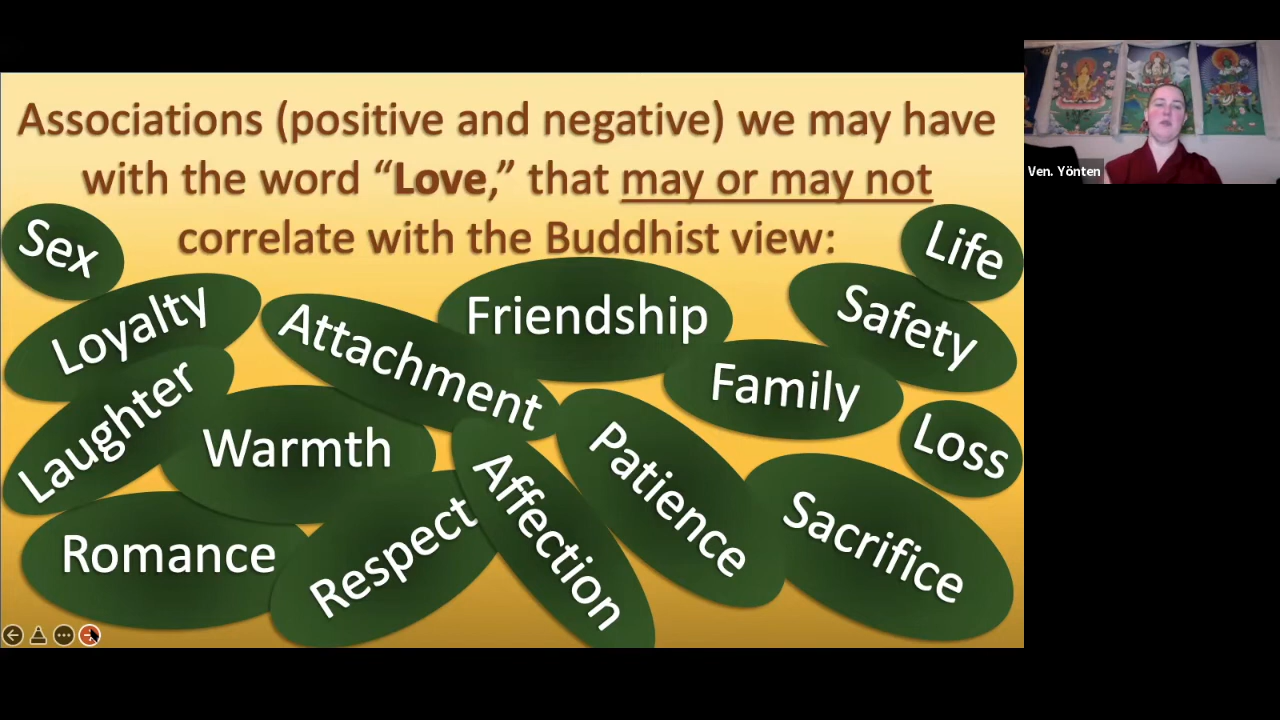 Associations (positive and negative) we may have
with the word “Love,” that may or may not
correlate with the Buddhist view:
Sex
Life
Loyalty
Attachment
Friendship
Safety
Laughter
Warmth
Family
Loss
Romance
Respect
Affection
Patience
Sacrifice
Ven. Yönten